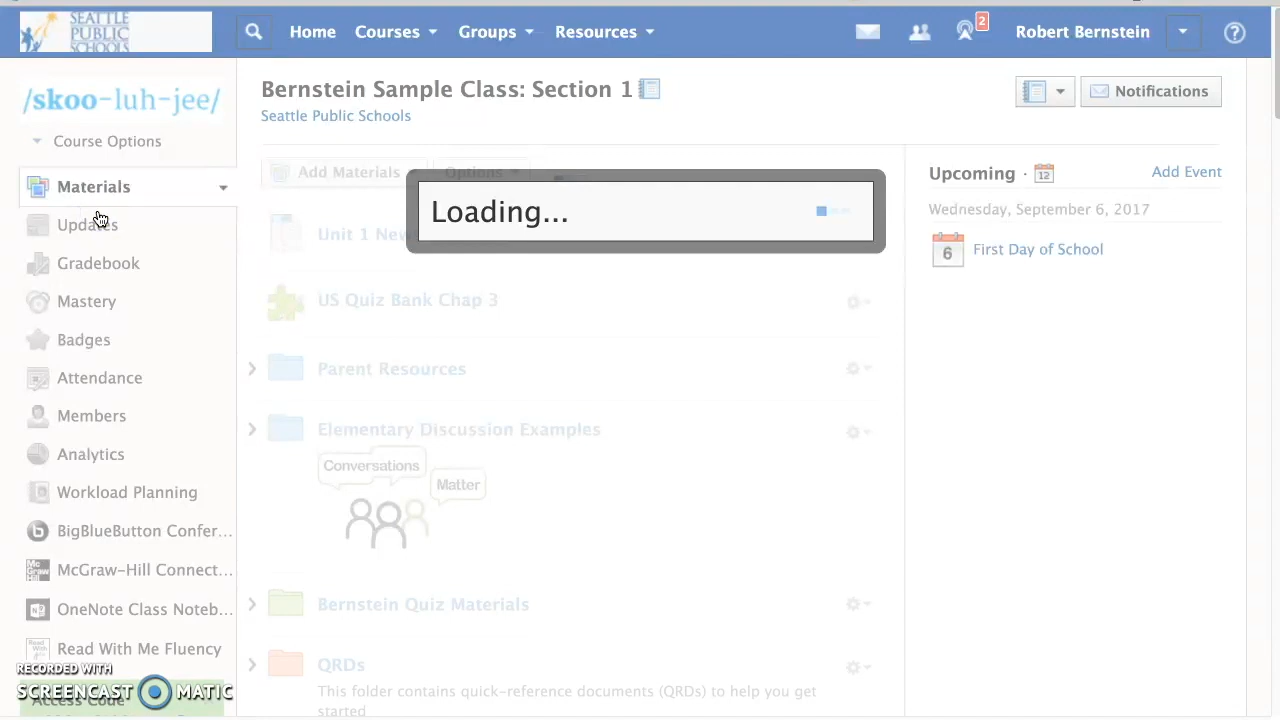 SEATTLE
PUBLIC
SCHOOLS
Home
Courses
Groups
Resources
2
Robert Bernstein
/skoo-luh-jee/
Course Options
Materials
Updates
Gradebook
Mastery
Badges
Attendance
Members
Analytics
Workload Planning
BigBlueButton Confer...
McGraw-Hill Connect...
OneNote Class Noteb...
Read With Me Fluency
RECORDED WITH
SCREENCAST MATIC
Access Code
Bernstein Sample Class: Section 1
Seattle Public Schools
Notifications
Add Materials
Options
Loading...
Unit 1
US Quiz Bank Chap 3
Parent Resources
Elementary Discussion Examples
Conversations
Matter
Bernstein Quiz Materials
QRDs
This folder contains quick-reference documents (QRDs) to help you get
started
Upcoming ·
12
Add Event
Wednesday, September 6, 2017
6
First Day of School